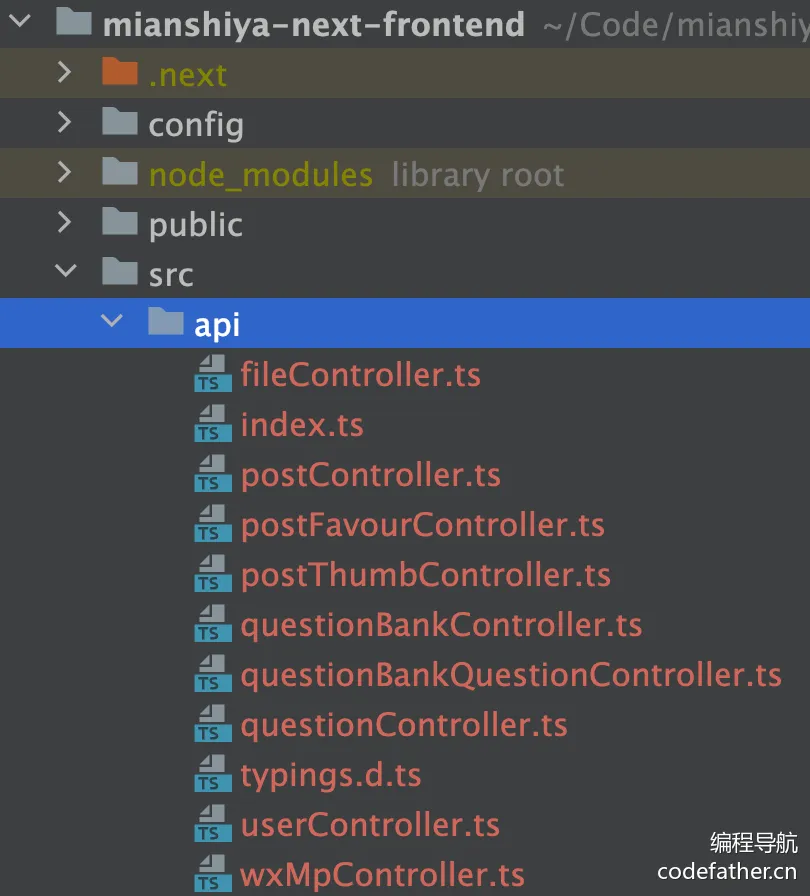 mianshiya-next-frontend ~/Code/mianshiy
.next
config
node_modules library root
public
src
api
TS fileController.ts
TS index.ts
TS postController.ts
TS postFavourController.ts
TS postThumbController.ts
TS questionBankController.ts
TS questionBankQuestionController.ts
TS questionController.ts
TS typings.d.ts
TS userController.ts
TS wxMpController.ts
编程导航
codefather.cn